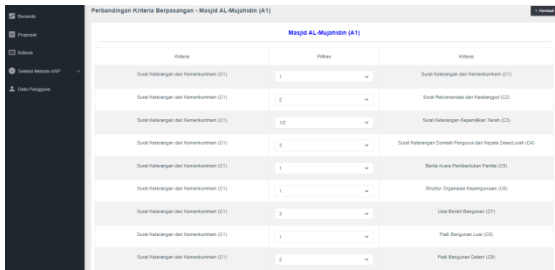 Perbandingan Kriteria Berpasangan - Masjid AL-Mujahidin (A1)
Kembali
Beranda
Proposal
Kriteria
Seleksi Metode ANP
Data Pengguna
Masjid AL-Mujahidin (A1)
Kriteria Pilihan Kriteria
Surat Keterangan dari Kemenkumham (C1) 1 Surat Keterangan dari Kemenkumham (C1)
Surat Keterangan dari Kemenkumham (C1) 2 Surat Rekomendasi dari Kesbangpol (C2)
Surat Keterangan dari Kemenkumham (C1) 1/2 Surat Keterangan Kepemilikan Tanah (C3)
Surat Keterangan dari Kemenkumham (C1) 3 Surat Keterangan Domisili Pengurus dari Kepala Desa/Lurah (C4)
Surat Keterangan dari Kemenkumham (C1) 1 Berita Acara Pembentukan Panitia (C5)
Surat Keterangan dari Kemenkumham (C1) 1 Struktur Organisasi Kepengurusan (C6)
Surat Keterangan dari Kemenkumham (C1) 3 Usia Berdiri Bangunan (C7)
Surat Keterangan dari Kemenkumham (C1) 1 Fisik Bangunan Luar (C8)
Surat Keterangan dari Kemenkumham (C1) 2 Fisik Bangunan Dalam (C9)